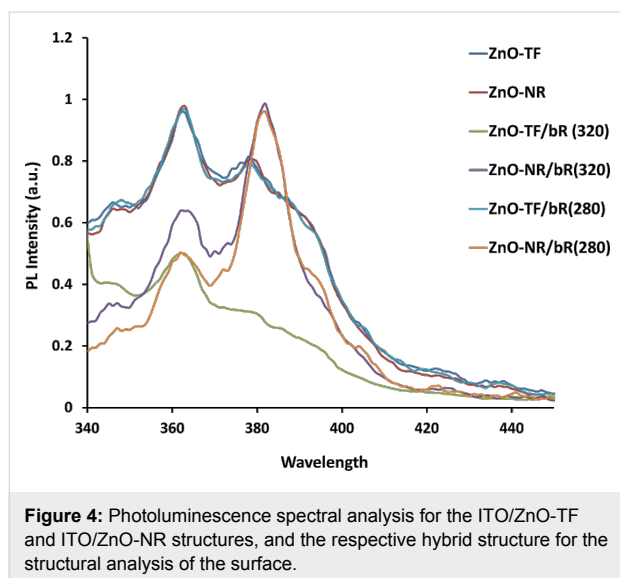 1.2
1
0.8
0.6
0.4
0.2
0
340
360
380
400
420
440
PL Intensity (a.u.)
Wavelength
ZnO-TF
ZnO-NR
ZnO-TF/bR (320)
ZnO-NR/bR(320)
ZnO-TF/bR(280)
ZnO-NR/bR(280)
Figure 4: Photoluminescence spectral analysis for the ITO/ZnO-TF
and ITO/ZnO-NR structures, and the respective hybrid structure for the
structural analysis of the surface.